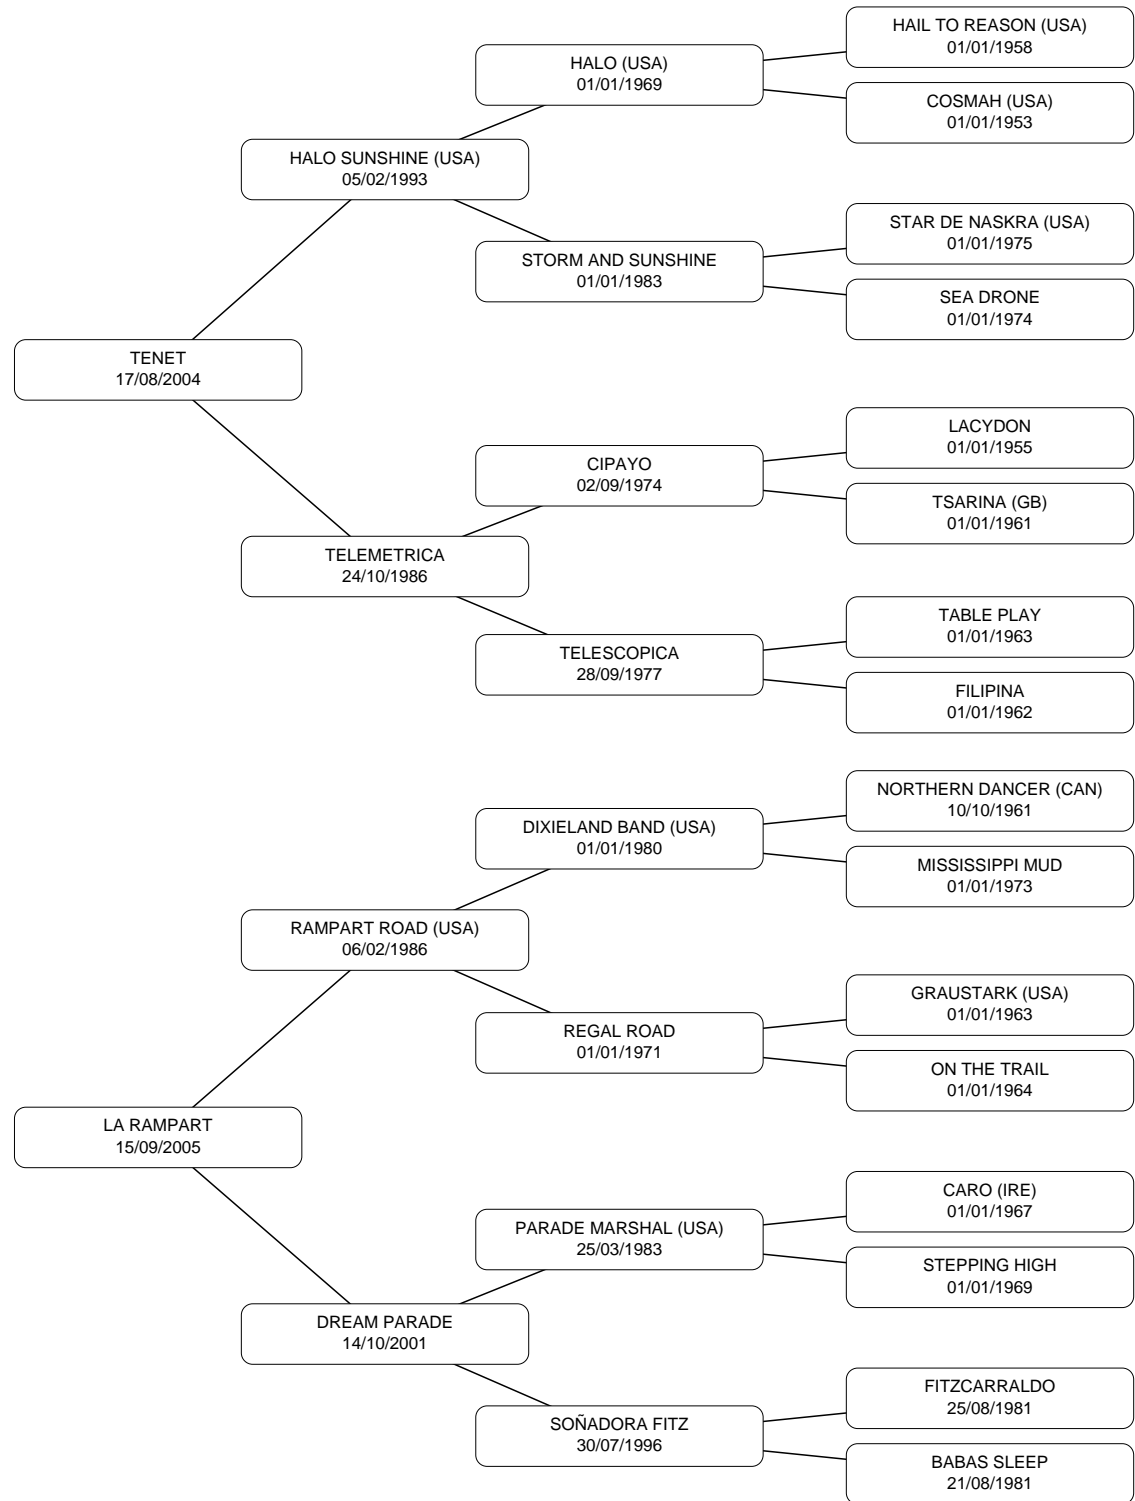 HAIL TO REASON (USA)
01/01/1958
HALO (USA)
01/01/1969
COSMAH (USA)
01/01/1953
HALO SUNSHINE (USA)
05/02/1993
STAR DE NASKRA (USA)
01/01/1975
STORM AND SUNSHINE
01/01/1983
SEA DRONE
01/01/1974
TENET
17/08/2004
LACYDON
01/01/1955
CIPAYO
02/09/1974
TSARINA (GB)
01/01/1961
TELEMETRICA
24/10/1986
TABLE PLAY
01/01/1963
TELESCOPICA
28/09/1977
FILIPINA
01/01/1962
NORTHERN DANCER (CAN)
10/10/1961
DIXIELAND BAND (USA)
01/01/1980
MISSISSIPPI MUD
01/01/1973
RAMPART ROAD (USA)
06/02/1986
GRAUSTARK (USA)
01/01/1963
REGAL ROAD
01/01/1971
ON THE TRAIL
01/01/1964
LA RAMPART
15/09/2005
CARO (IRE)
01/01/1967
PARADE MARSHAL (USA)
25/03/1983
STEPPING HIGH
01/01/1969
DREAM PARADE
14/10/2001
FITZCARRALDO
25/08/1981
SOÑADORA FITZ
30/07/1996
BABAS SLEEP
21/08/1981